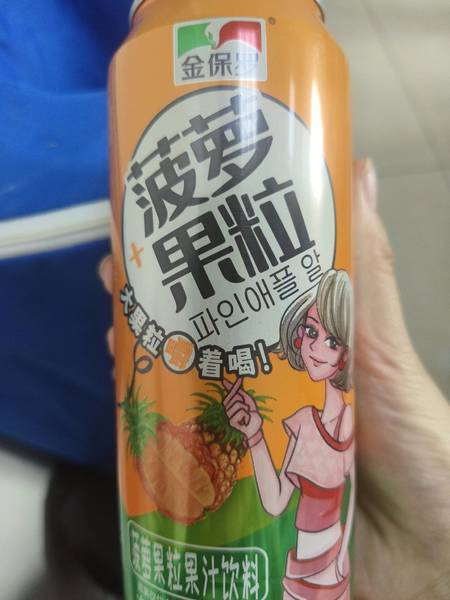 金保罗
®
菠萝
+
果粒
파인애플 알
大果粒嚼着喝!
菠萝果粒果汁饮料